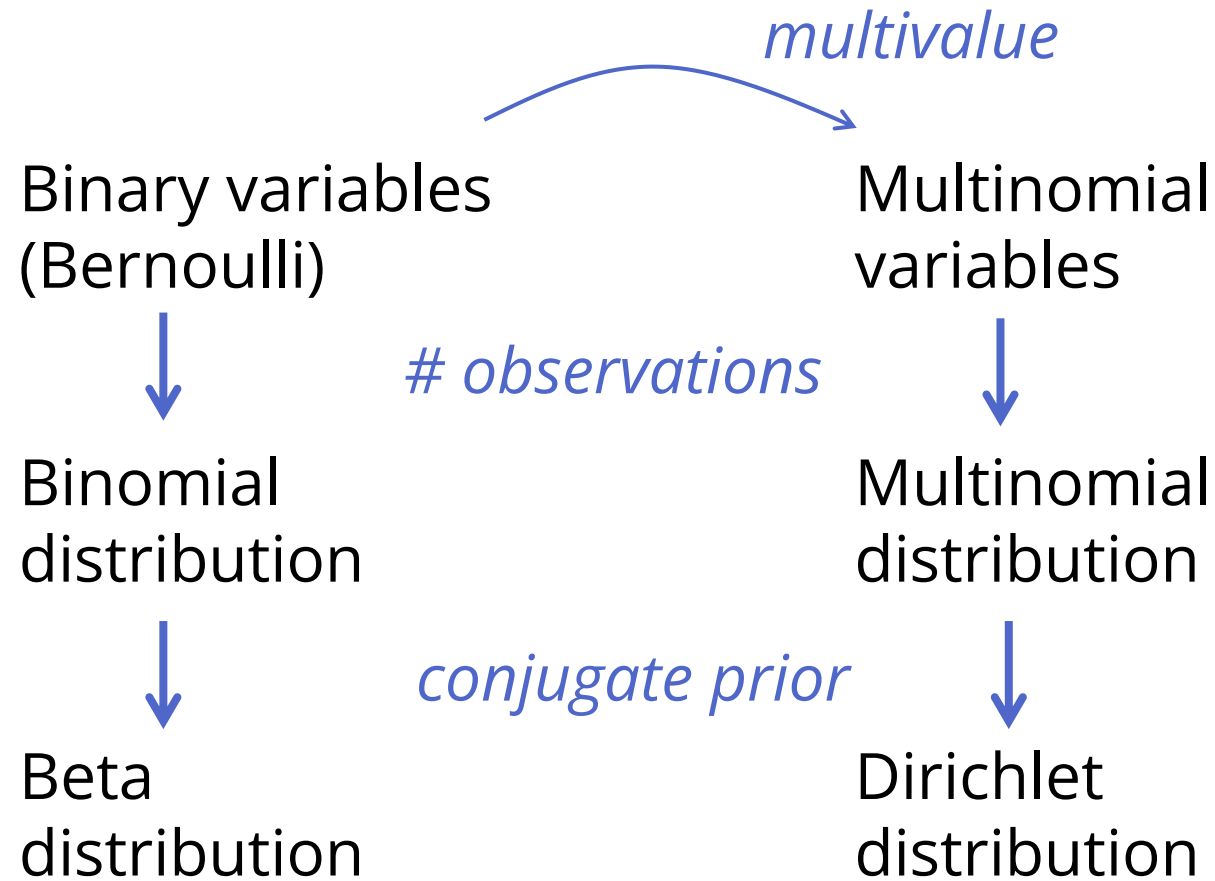 multivalue
Binary variables
(Bernoulli)
Multinomial
variables
# observations
Binomial
distribution
Multinomial
distribution
conjugate prior
Beta
distribution
Dirichlet
distribution